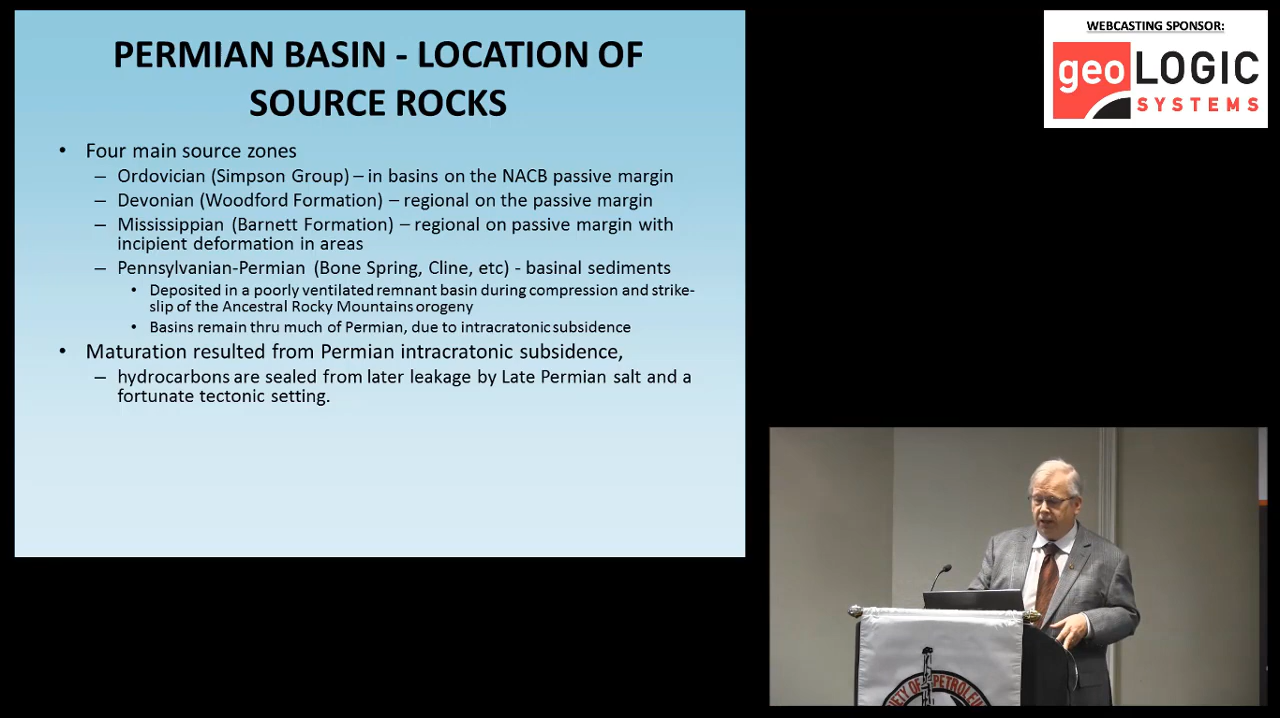 PERMIAN BASIN - LOCATION OF
SOURCE ROCKS
• Four main source zones
– Ordovician (Simpson Group) – in basins on the NACB passive margin
– Devonian (Woodford Formation) – regional on the passive margin
– Mississippian (Barnett Formation) – regional on passive margin with
incipient deformation in areas
– Pennsylvanian-Permian (Bone Spring, Cline, etc) - basinal sediments
• Deposited in a poorly ventilated remnant basin during compression and strike-
slip of the Ancestral Rocky Mountains orogeny
• Basins remain thru much of Permian, due to intracratonic subsidence
• Maturation resulted from Permian intracratonic subsidence,
– hydrocarbons are sealed from later leakage by Late Permian salt and a
fortunate tectonic setting.
WEBCASTING SPONSOR:
geoLOGIC
SYSTEMS
OF PETROLEU